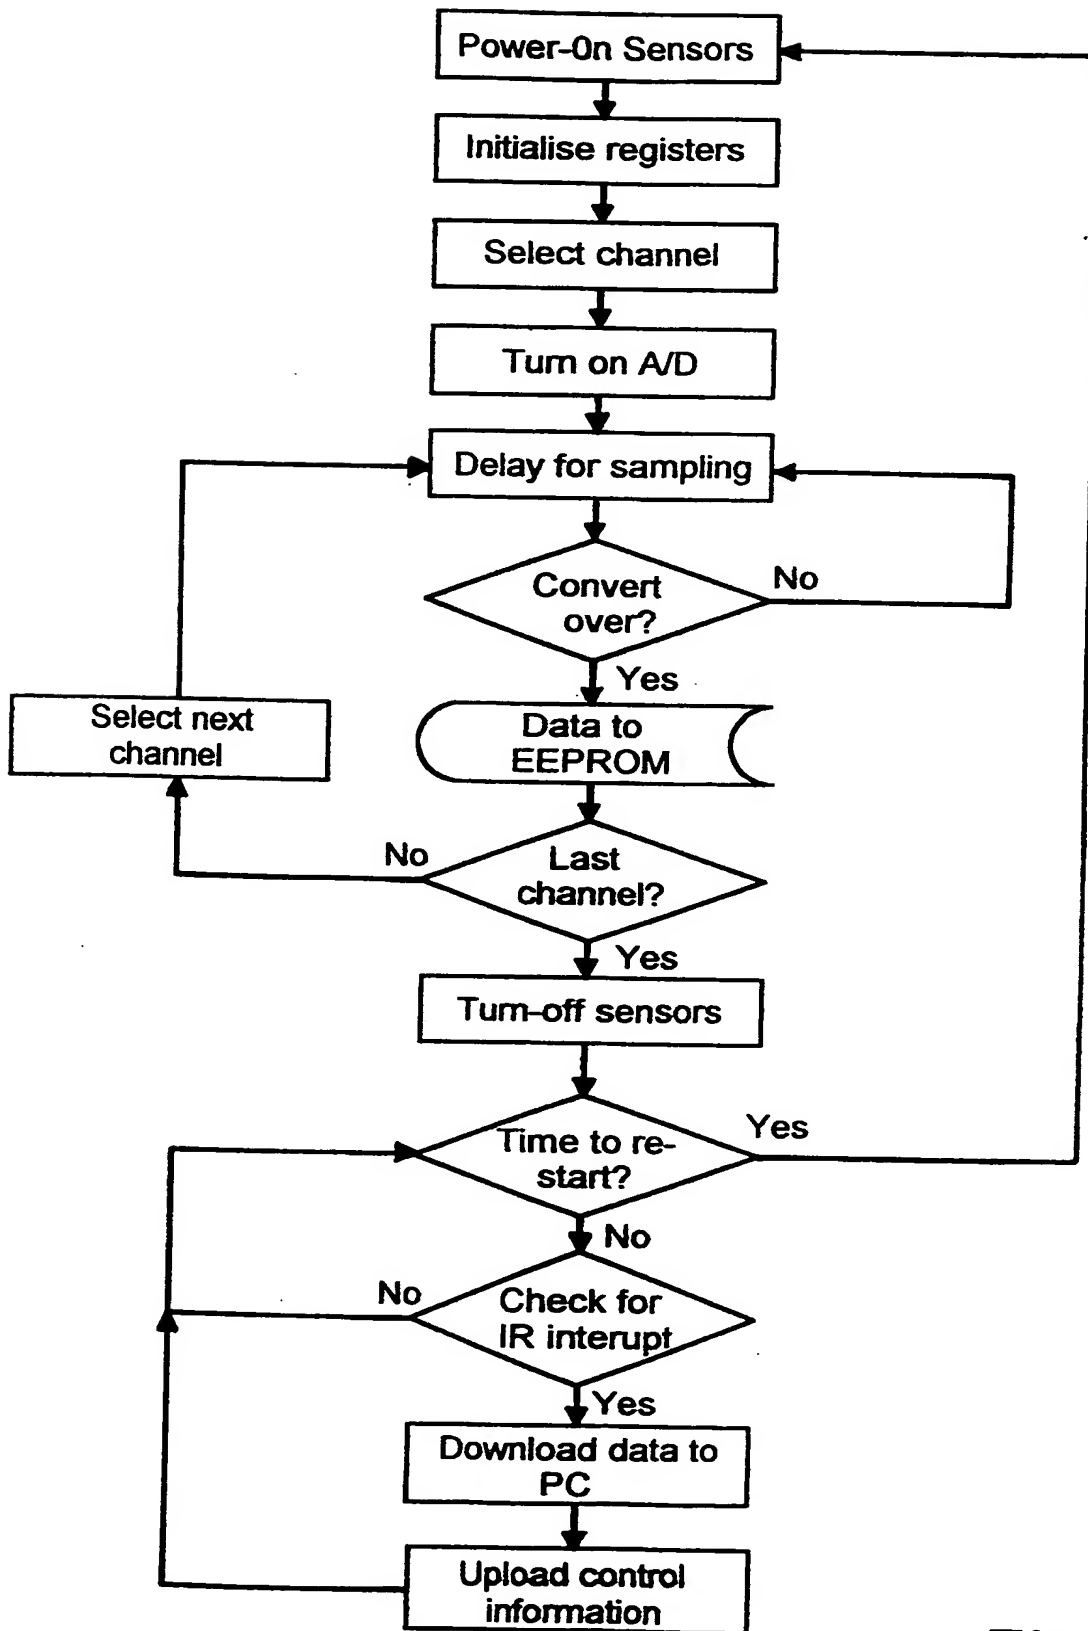 Power-0n Sensors
Initialise registers
Select channel
Turn on A/D
Delay for sampling
Convert
over?
No
Yes
Select next
channel
Data to
EEPROM
No
Last
channel?
Yes
Turn-off sensors
Time to re-
start?
Yes
No
No
Check for
IR interupt
Yes
Download data to
PC
Upload control
information